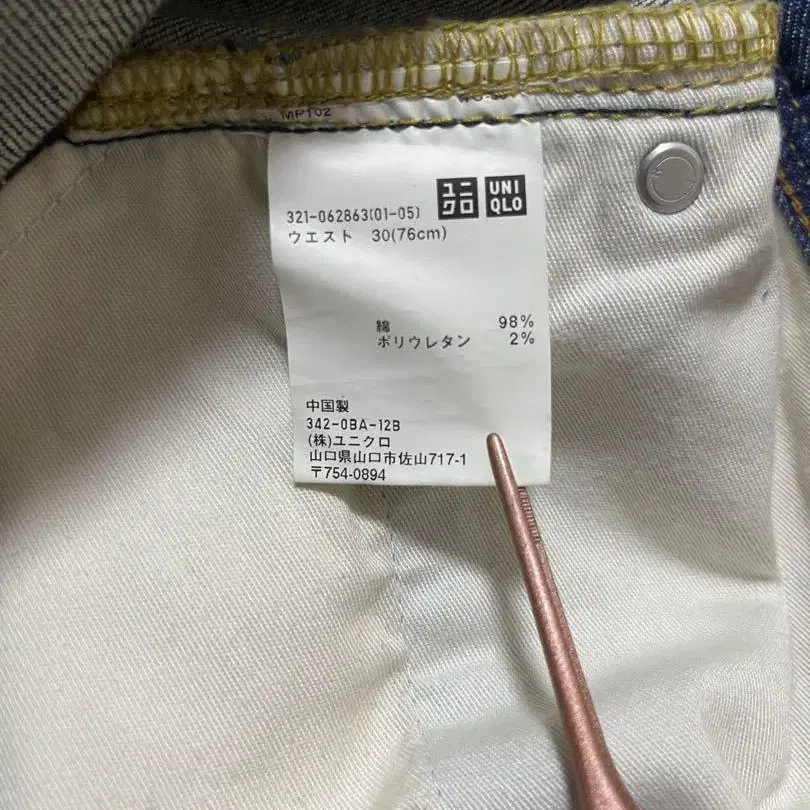 MP102
ユニクロ UNIQLO
321-062863(01-05)
ウエスト 30(76cm)
綿 98%
ポリウレタン 2%
中国製
342-0BA-12B
(株)ユニクロ
山口県山口市佐山717-1
〒754-0894